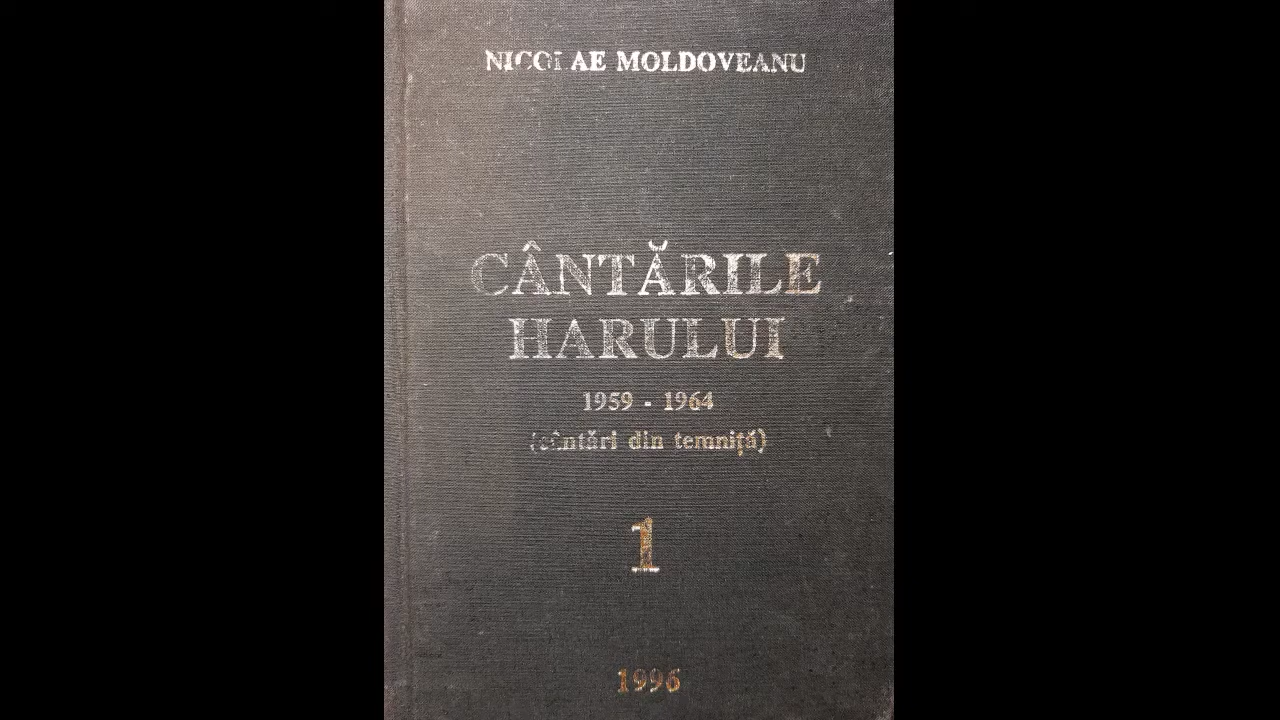 NICOLAE MOLDOVEANU
CÂNTĂRILE
HARULUI
1959 - 1964
(cântări din temniță)
1
1996